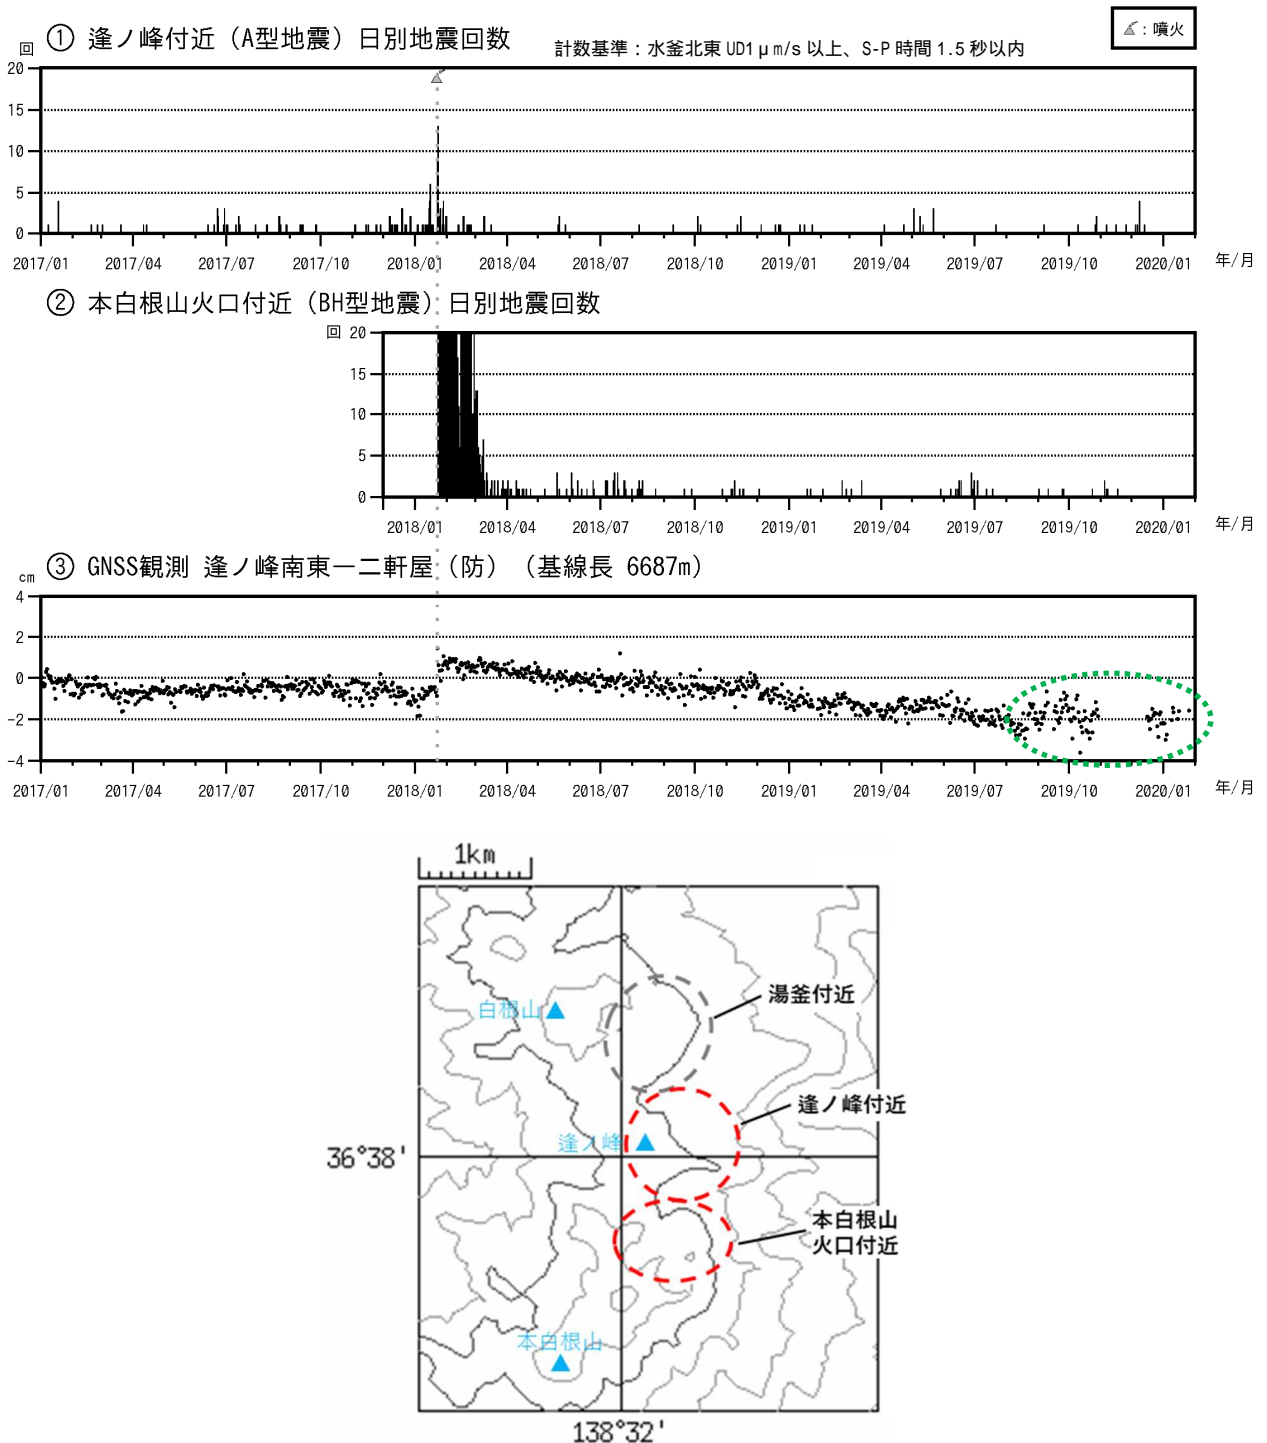 ① 逢ノ峰付近（A型地震）日別地震回数
計数基準：水釜北東 UD1μm/s 以上、S-P 時間 1.5 秒以内
：噴火
回
20
15
10
5
0
2017/01 2017/04 2017/07 2017/10 2018/01 2018/04 2018/07 2018/10 2019/01 2019/04 2019/07 2019/10 2020/01 年/月
② 本白根山火口付近（BH型地震）日別地震回数
回 20
15
10
5
0
2018/01 2018/04 2018/07 2018/10 2019/01 2019/04 2019/07 2019/10 2020/01 年/月
③ GNSS観測 逢ノ峰南東－二軒屋（防）（基線長 6687m）
cm
4
2
0
-2
-4
2017/01 2017/04 2017/07 2017/10 2018/01 2018/04 2018/07 2018/10 2019/01 2019/04 2019/07 2019/10 2020/01 年/月
1km
湯釜付近
白根山
逢ノ峰付近
逢ノ峰
36°38'
本白根山
火口付近
本白根山
138°32'